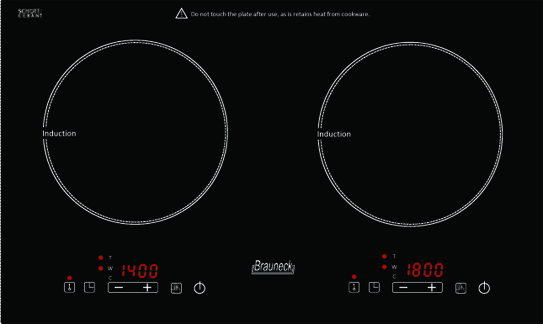 SCHOTT
CERAN
Do not touch the plate after use, as is retains heat from cookware.
Induction
Induction
T
W
C
1400
Brauneck
T
W
C
1800